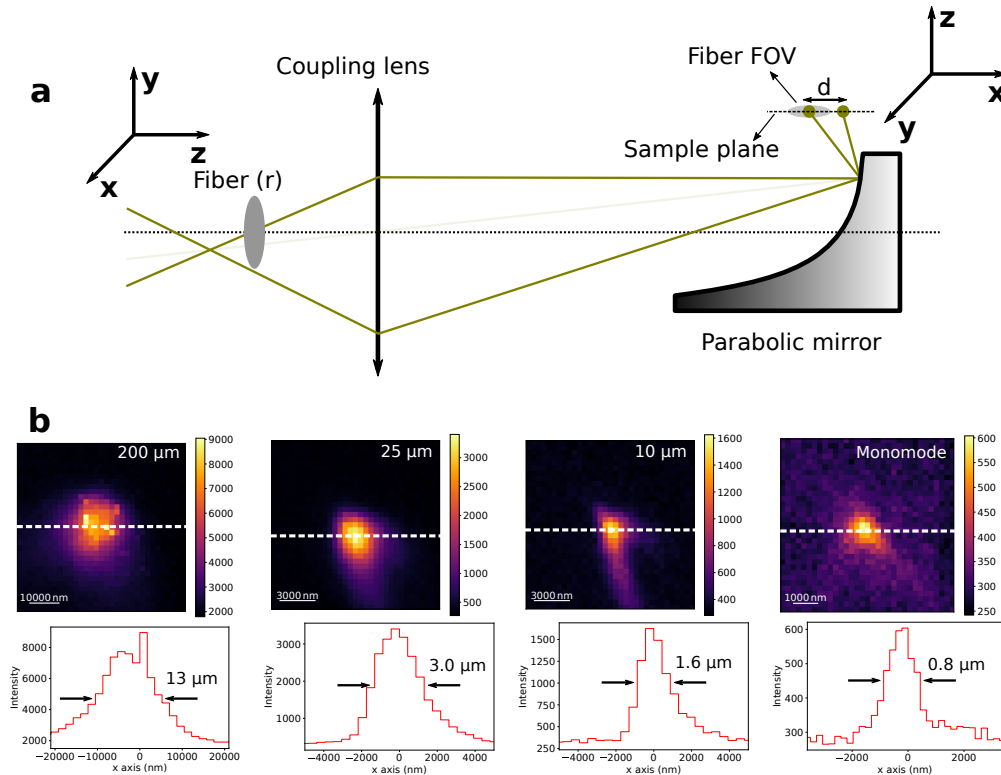 a
y
z
x
Fiber (r)
Coupling lens
Fiber FOV
d
Sample plane
z
x
y
Parabolic mirror
b
200 µm
10000 nm
9000
8000
7000
6000
5000
4000
3000
2000
25 µm
3000 nm
3000
2500
2000
1500
1000
500
10 µm
3000 nm
1600
1400
1200
1000
800
600
400
Monomode
1000 nm
600
550
500
450
400
350
300
250
Intensity
8000
6000
4000
2000
13 µm
−20000 −10000 0 10000 20000
x axis (nm)
Intensity
3000
2000
1000
3.0 µm
−4000 −2000 0 2000 4000
x axis (nm)
Intensity
1500
1250
1000
750
500
250
1.6 µm
−4000 −2000 0 2000 4000
x axis (nm)
Intensity
600
500
400
300
0.8 µm
−2000 0 2000
x axis (nm)